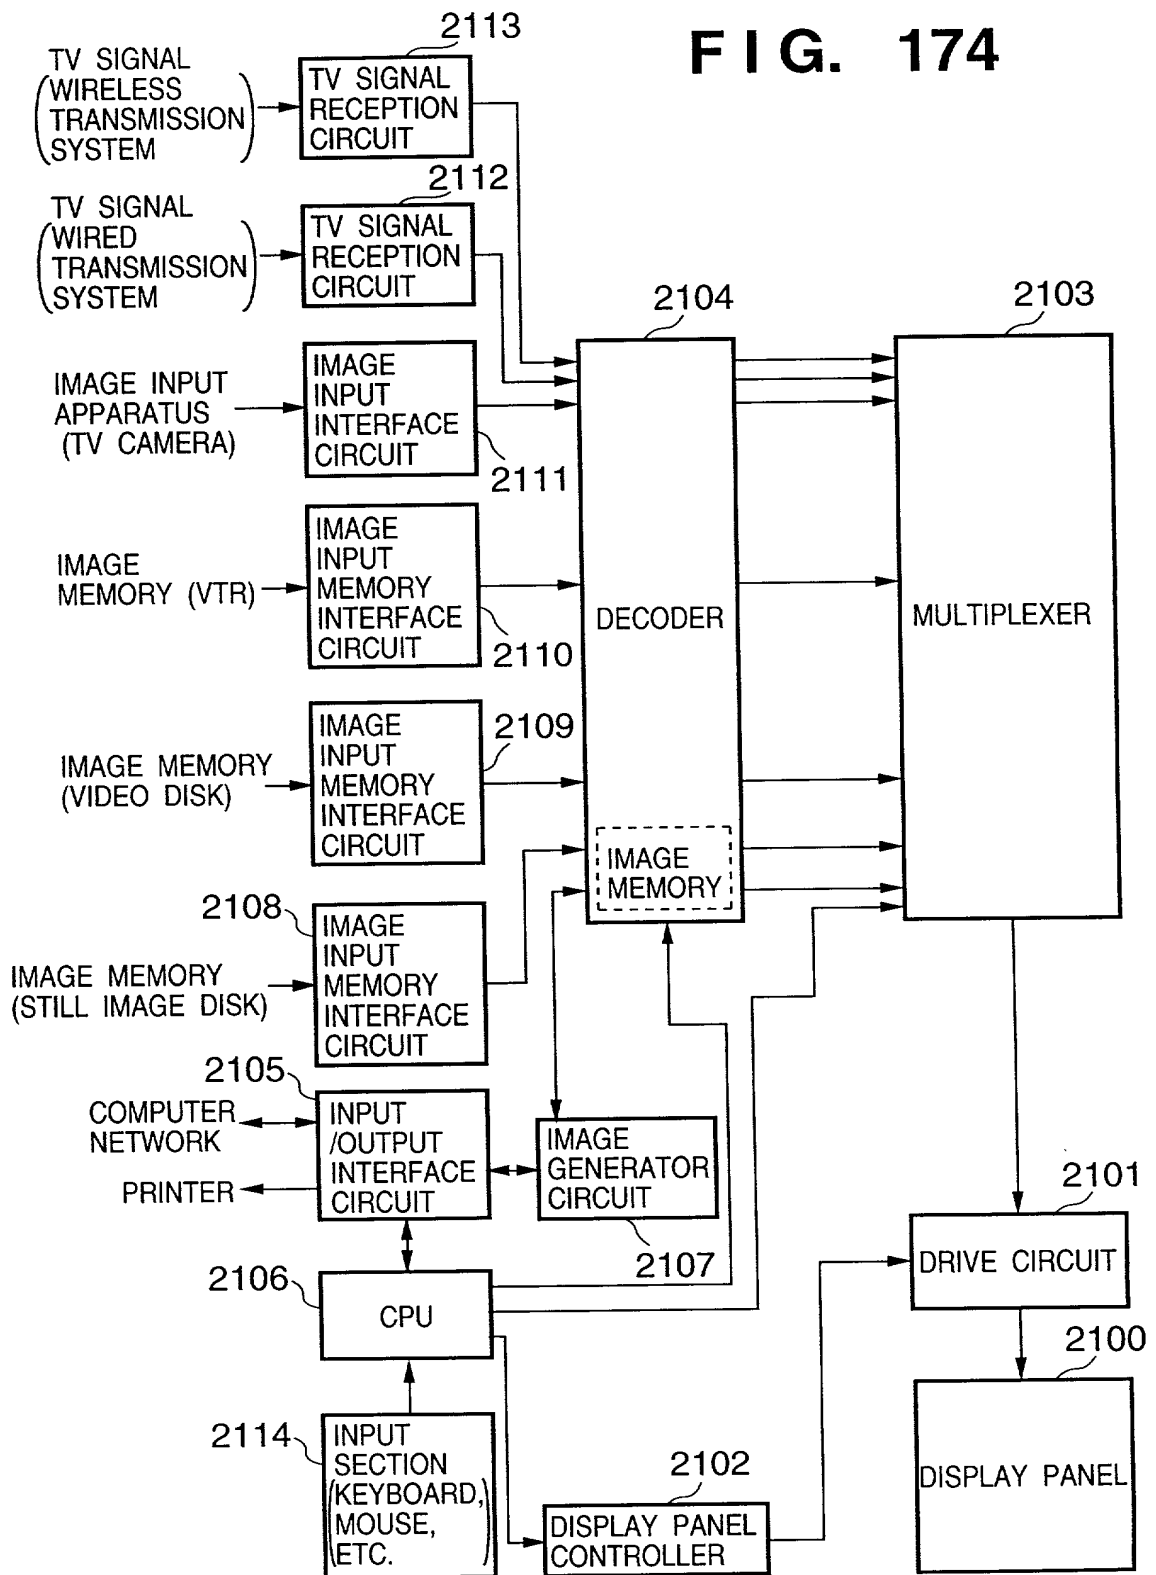 FIG. 174
2113
TV SIGNAL
(WIRELESS
TRANSMISSION
SYSTEM)
TV SIGNAL
RECEPTION
CIRCUIT
2112
TV SIGNAL
(WIRED
TRANSMISSION
SYSTEM)
TV SIGNAL
RECEPTION
CIRCUIT
2104
2103
IMAGE INPUT
APPARATUS
(TV CAMERA)
IMAGE
INPUT
INTERFACE
CIRCUIT
2111
IMAGE
MEMORY (VTR)
IMAGE
INPUT
MEMORY
INTERFACE
CIRCUIT
2110
DECODER
MULTIPLEXER
IMAGE MEMORY
(VIDEO DISK)
IMAGE
INPUT
MEMORY
INTERFACE
CIRCUIT
2109
IMAGE
MEMORY
2108
IMAGE MEMORY
(STILL IMAGE DISK)
IMAGE
INPUT
MEMORY
INTERFACE
CIRCUIT
2105
COMPUTER
NETWORK
PRINTER
INPUT
/OUTPUT
INTERFACE
CIRCUIT
IMAGE
GENERATOR
CIRCUIT
2107
2101
DRIVE CIRCUIT
2106
CPU
2100
DISPLAY PANEL
2114
INPUT
SECTION
(KEYBOARD,
MOUSE,
ETC.)
2102
DISPLAY PANEL
CONTROLLER